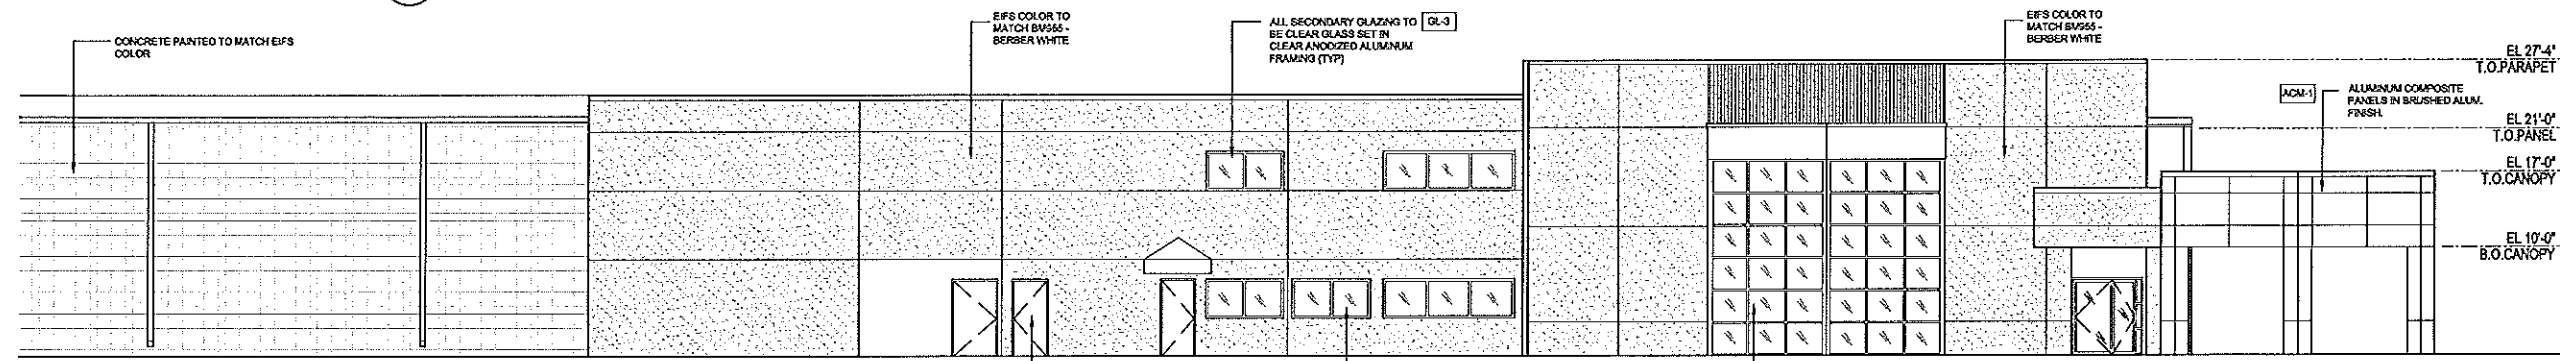 CONCRETE PAINTED TO MATCH EIFS
COLOR
EIFS COLOR TO
MATCH BM955 -
BERBER WHITE
ALL SECONDARY GLAZING TO GL-3
BE CLEAR GLASS SET IN
CLEAR ANODIZED ALUMINUM
FRAMING (TYP)
EIFS COLOR TO
MATCH BM955 -
BERBER WHITE
EL 27'-4"
T.O.PARAPET
ACM-1
ALUMINUM COMPOSITE
PANELS IN BRUSHED ALUM.
FINISH.
EL 21'-0"
T.O.PANEL
EL 17'-0"
T.O.CANOPY
EL 10'-0"
B.O.CANOPY